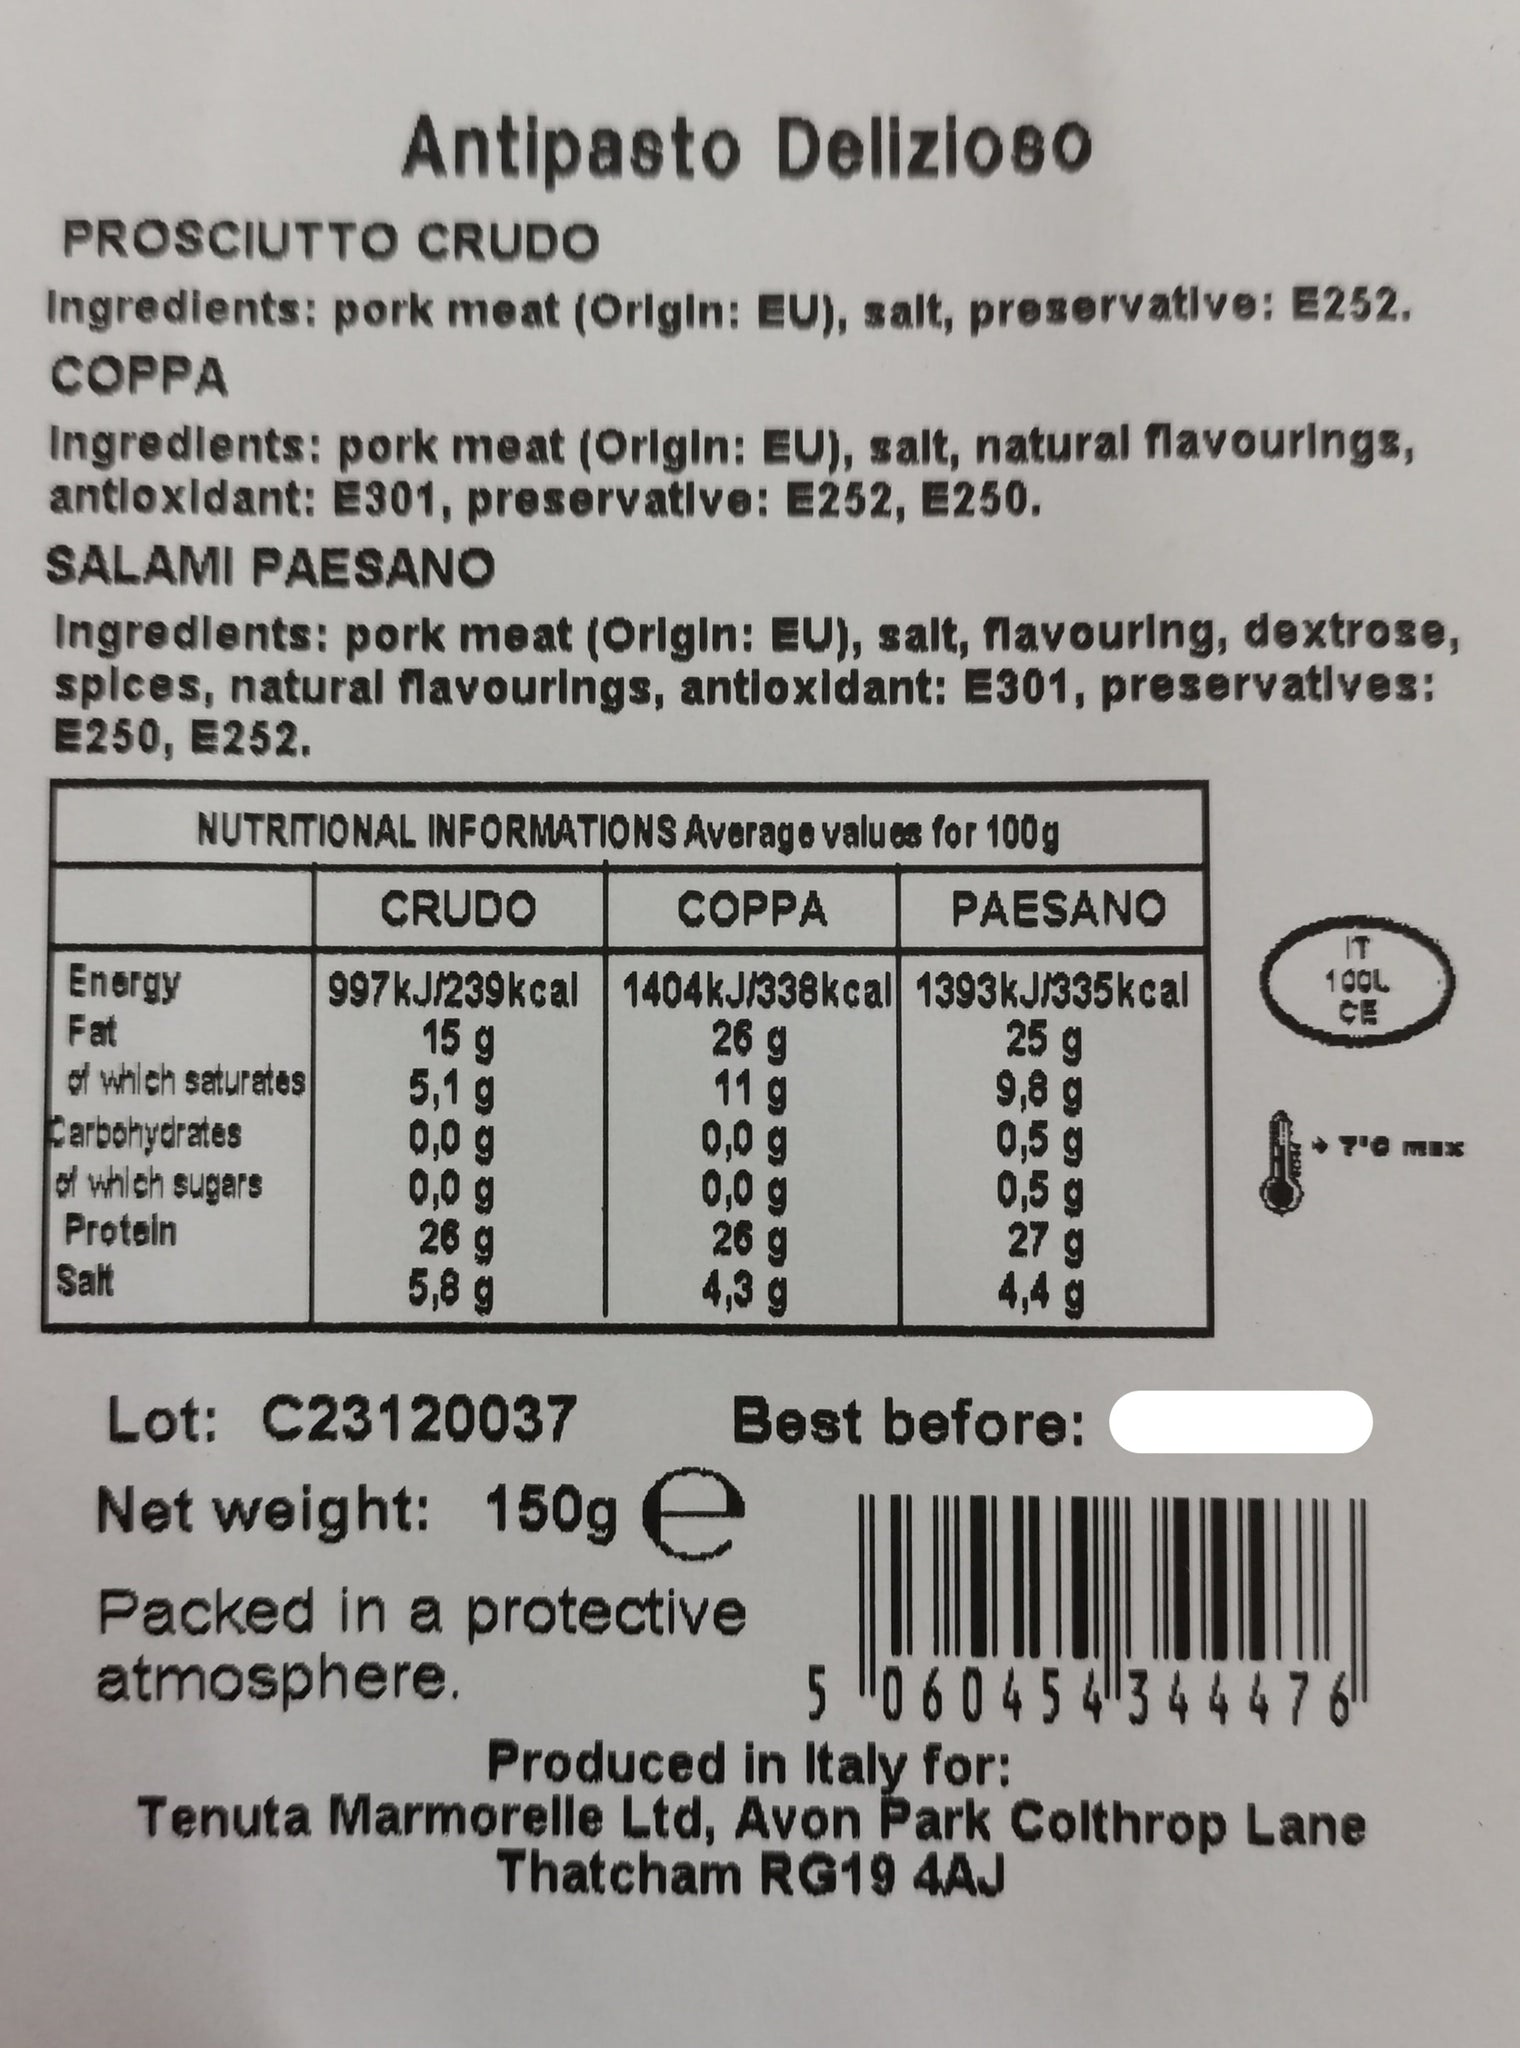 Antipasto Delizioso
PROSCIUTTO CRUDO
Ingredients: pork meat (Origin: EU), salt, preservative: E252.
COPPA
Ingredients: pork meat (Origin: EU), salt, natural flavourings,
antioxidant: E301, preservative: E252, E250.
SALAMI PAESANO
Ingredients: pork meat (Origin: EU), salt, flavouring, dextrose,
spices, natural flavourings, antioxidant: E301, preservatives:
E250, E252.
NUTRITIONAL INFORMATIONS Average values for 100g
CRUDO COPPA PAESANO
Energy 997kJ/239kcal 1404kJ/338kcal 1393kJ/335kcal
Fat 15 g 26 g 25 g
of which saturates 5,1 g 11 g 9,8 g
Carbohydrates 0,0 g 0,0 g 0,5 g
of which sugars 0,0 g 0,0 g 0,5 g
Protein 26 g 26 g 27 g
Salt 5,8 g 4,3 g 4,4 g
IT
100L
CE
→ 7°C max
Lot: C23120037 Best before:
Net weight: 150g e
Packed in a protective
atmosphere.
5 060454 344476
Produced in Italy for:
Tenuta Marmorelle Ltd, Avon Park Colthrop Lane
Thatcham RG19 4AJ